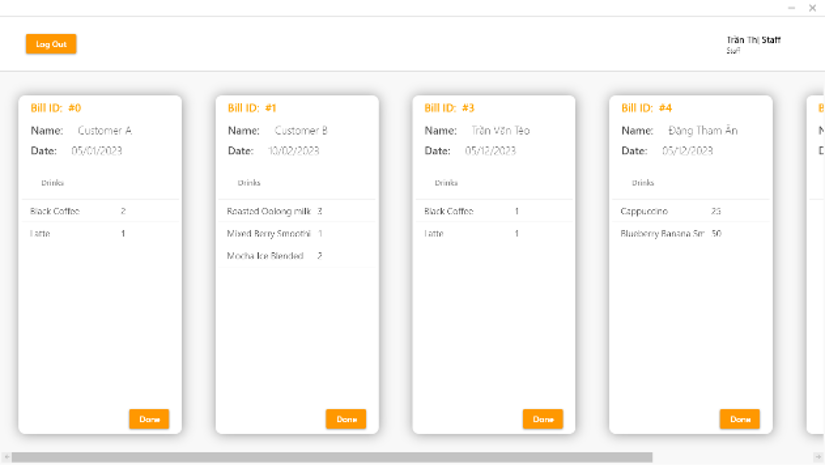 Log Out
Trần Thị Staff
Staff
Bill ID: #0
Name: Customer A
Date: 05/01/2023
Drinks
Black Coffee 2
Latte 1
Done
Bill ID: #1
Name: Customer B
Date: 10/02/2023
Drinks
Roasted Oolong milk 3
Mixed Berry Smoothi 1
Mocha Ice Blended 2
Done
Bill ID: #3
Name: Trần Văn Tèo
Date: 05/12/2023
Drinks
Black Coffee 1
Latte 1
Done
Bill ID: #4
Name: Đặng Tham Ăn
Date: 05/12/2023
Drinks
Cappuccino 25
Blueberry Banana Sm 50
Done